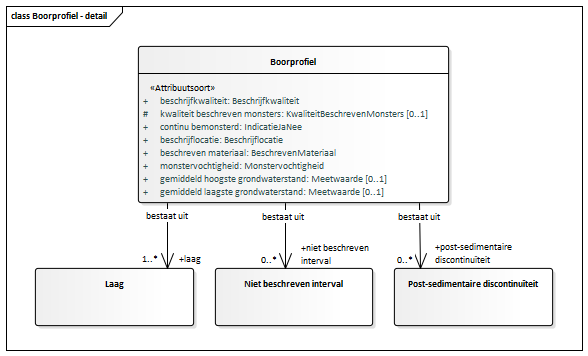 class Boorprofiel - detail
Boorprofiel
«Attribuutsoort»
+ beschrijfkwaliteit: Beschrijfkwaliteit
# kwaliteit beschreven monsters: KwaliteitBeschrevenMonsters [0..1]
+ continu bemonsterd: IndicatieJaNee
+ beschrijflocatie: Beschrijflocatie
+ beschreven materiaal: BeschrevenMateriaal
+ monstervochtigheid: Monstervochtigheid
+ gemiddeld hoogste grondwaterstand: Meetwaarde [0..1]
+ gemiddeld laagste grondwaterstand: Meetwaarde [0..1]
bestaat uit
bestaat uit
bestaat uit
1..* +laag
0..* +niet beschreven
interval
0..* +post-sedimentaire
discontinuïteit
Laag
Niet beschreven interval
Post-sedimentaire discontinuïteit